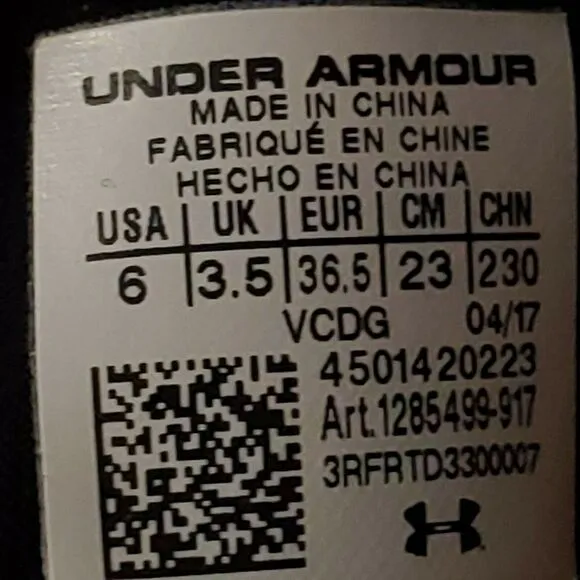 UNDER ARMOUR
MADE IN CHINA
FABRIQUÉ EN CHINE
HECHO EN CHINA
USA | UK | EUR | CM | CHN
6 | 3.5 | 36.5 | 23 | 230
VCDG 04/17
4501420223
Art.1285499-917
3RFRTD3300007